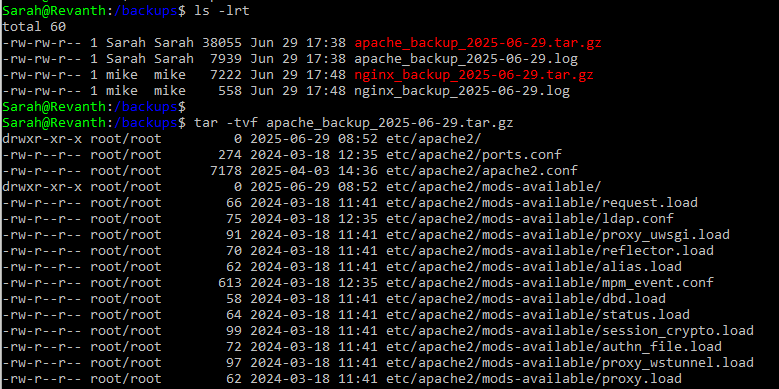 Sarah@Revanth:/backups$ ls -lrt
total 60
-rw-rw-r-- 1 Sarah Sarah 38055 Jun 29 17:38 apache_backup_2025-06-29.tar.gz
-rw-rw-r-- 1 Sarah Sarah  7939 Jun 29 17:38 apache_backup_2025-06-29.log
-rw-rw-r-- 1 mike  mike   7222 Jun 29 17:48 nginx_backup_2025-06-29.tar.gz
-rw-rw-r-- 1 mike  mike    558 Jun 29 17:48 nginx_backup_2025-06-29.log
Sarah@Revanth:/backups$
Sarah@Revanth:/backups$ tar -tvf apache_backup_2025-06-29.tar.gz
drwxr-xr-x root/root         0 2025-06-29 08:52 etc/apache2/
-rw-r--r-- root/root       274 2024-03-18 12:35 etc/apache2/ports.conf
-rw-r--r-- root/root      7178 2025-04-03 14:36 etc/apache2/apache2.conf
drwxr-xr-x root/root         0 2025-06-29 08:52 etc/apache2/mods-available/
-rw-r--r-- root/root        66 2024-03-18 11:41 etc/apache2/mods-available/request.load
-rw-r--r-- root/root        75 2024-03-18 12:35 etc/apache2/mods-available/ldap.conf
-rw-r--r-- root/root        91 2024-03-18 11:41 etc/apache2/mods-available/proxy_uwsgi.load
-rw-r--r-- root/root        70 2024-03-18 11:41 etc/apache2/mods-available/reflector.load
-rw-r--r-- root/root        62 2024-03-18 11:41 etc/apache2/mods-available/alias.load
-rw-r--r-- root/root       613 2024-03-18 12:35 etc/apache2/mods-available/mpm_event.conf
-rw-r--r-- root/root        58 2024-03-18 11:41 etc/apache2/mods-available/dbd.load
-rw-r--r-- root/root        64 2024-03-18 11:41 etc/apache2/mods-available/status.load
-rw-r--r-- root/root        99 2024-03-18 11:41 etc/apache2/mods-available/session_crypto.load
-rw-r--r-- root/root        72 2024-03-18 11:41 etc/apache2/mods-available/authn_file.load
-rw-r--r-- root/root        97 2024-03-18 11:41 etc/apache2/mods-available/proxy_wstunnel.load
-rw-r--r-- root/root        62 2024-03-18 11:41 etc/apache2/mods-available/proxy.load